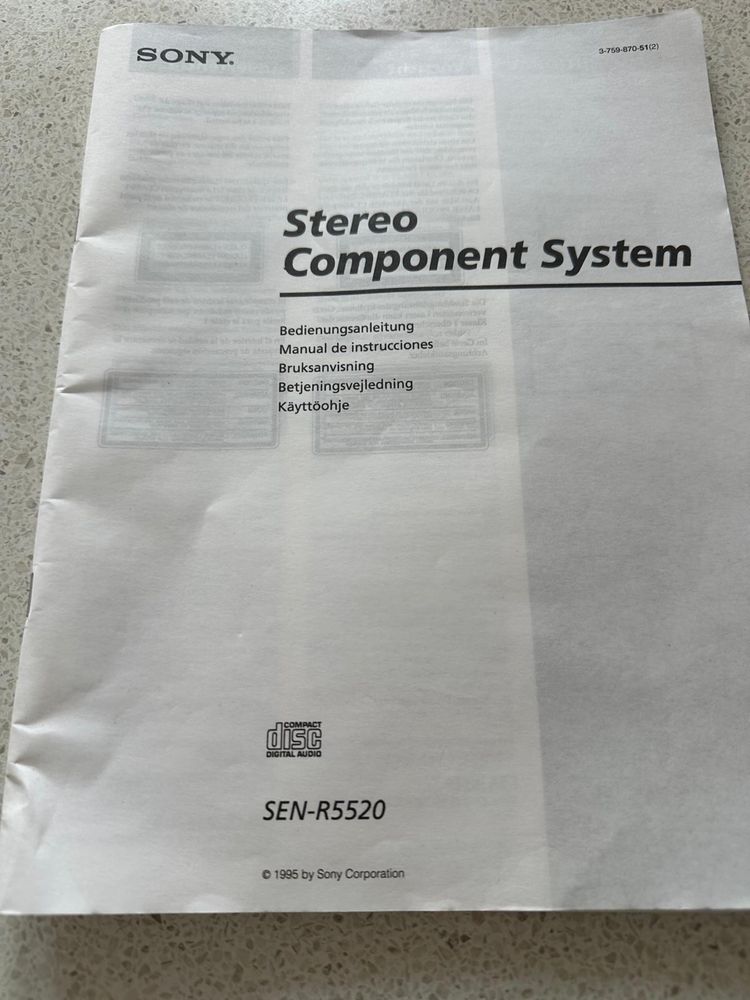 SONY®
3-759-870-51(2)
Stereo
Component System
Bedienungsanleitung
Manual de instrucciones
Bruksanvisning
Betjeningsvejledning
Käyttöohje
COMPACT
disc
DIGITAL AUDIO
SEN-R5520
© 1995 by Sony Corporation